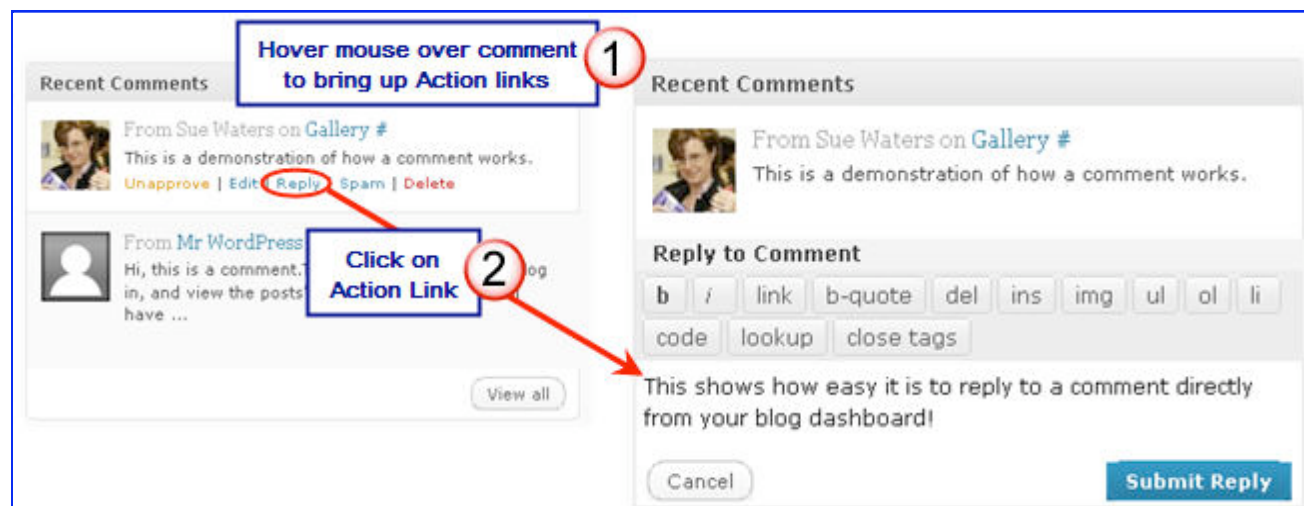 Hover mouse over comment
to bring up Action links
1
Recent Comments
From Sue Waters on Gallery #
This is a demonstration of how a comment works.
Unapprove | Edit | Reply | Spam | Delete
From Mr WordPress
Hi, this is a comment.
og
in, and view the posts'
have ...
Click on
Action Link
2
View all
Recent Comments
From Sue Waters on Gallery #
This is a demonstration of how a comment works.
Reply to Comment
b i link b-quote del ins img ul ol li
code lookup close tags
This shows how easy it is to reply to a comment directly
from your blog dashboard!
Cancel
Submit Reply